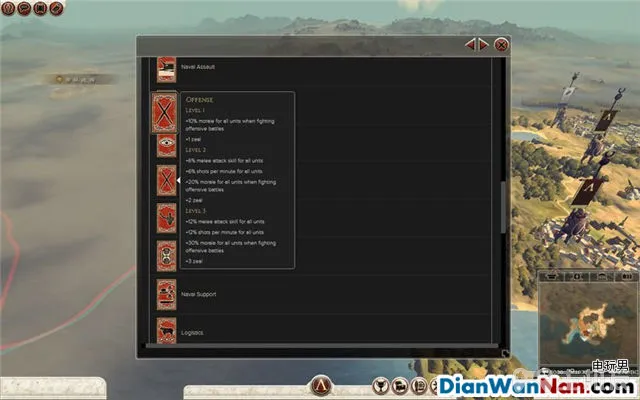 Naval Assault
OFFENSE
LEVEL 1
+10% morale for all units when fighting
offensive battles
+1 zeal
LEVEL 2
+6% melee attack skill for all units
+6% shots per minute for all units
+20% morale for all units when fighting
offensive battles
+2 zeal
LEVEL 3
+12% melee attack skill for all units
+12% shots per minute for all units
+30% morale for all units when fighting
offensive battles
+3 zeal
Naval Support
Logistics
电玩男
DianWanNan.com